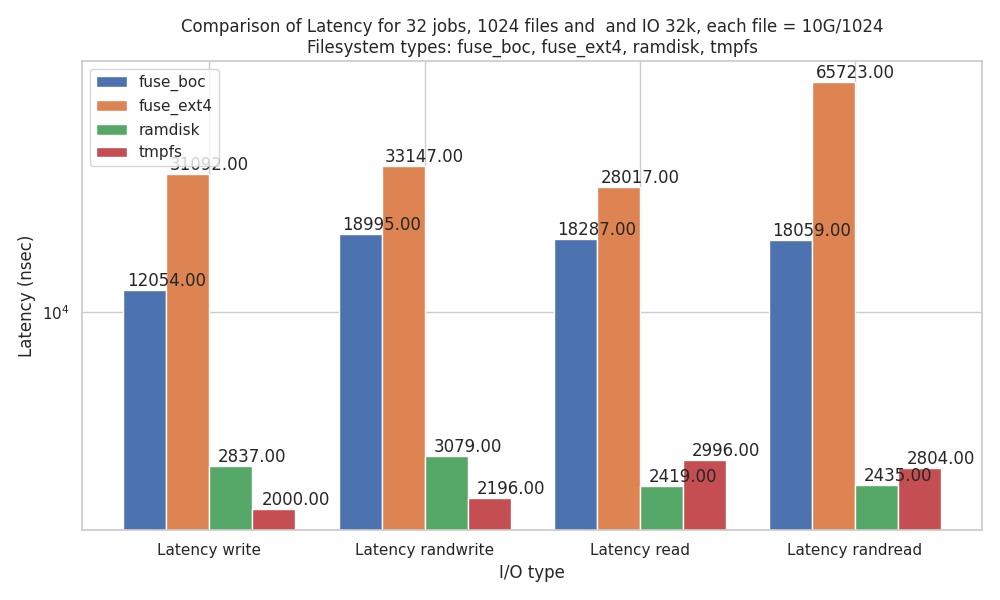 Comparison of Latency for 32 jobs, 1024 files and  and IO 32k, each file = 10G/1024
Filesystem types: fuse_boc, fuse_ext4, ramdisk, tmpfs
fuse_boc
fuse_ext4
ramdisk
tmpfs
Latency (nsec)
10^4
12054.00
31092.00
2837.00
2000.00
18995.00
33147.00
3079.00
2196.00
18287.00
28017.00
2419.00
2996.00
18059.00
65723.00
2435.00
2804.00
Latency write
Latency randwrite
Latency read
Latency randread
I/O type